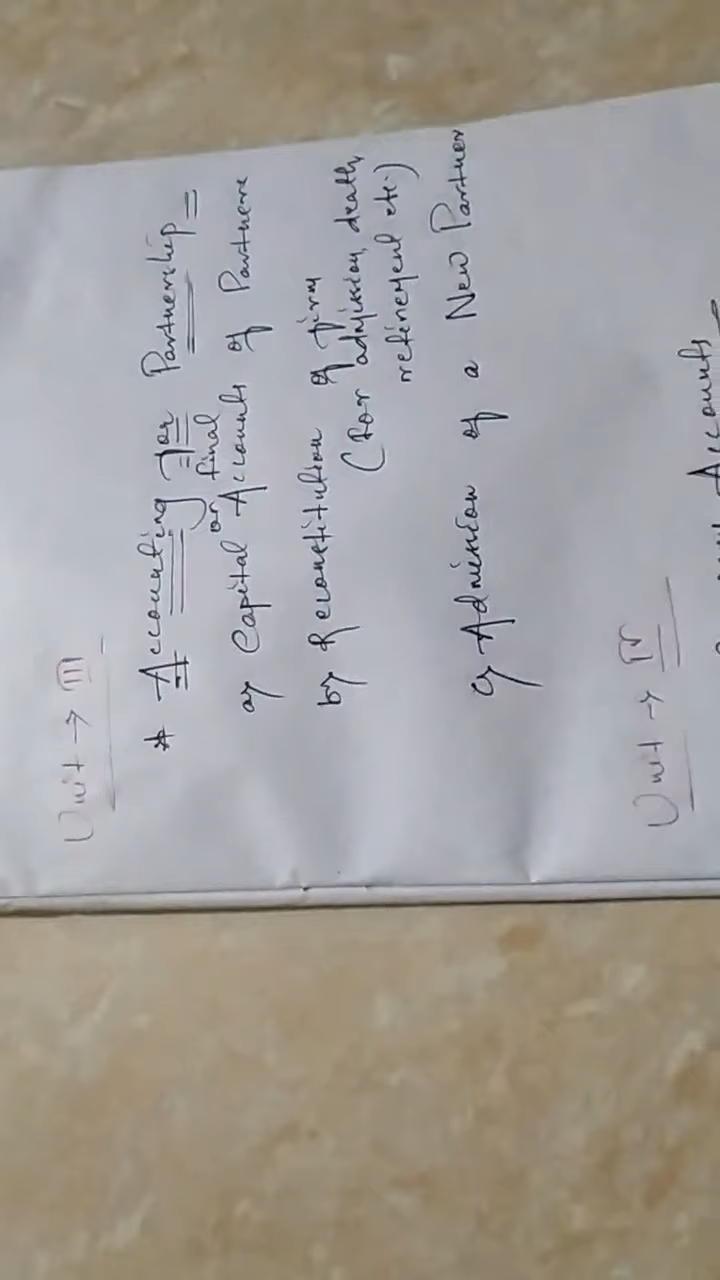 Unit → III
* Accounting for Partnership =
or final
a) Capital Accounts of Partners
b) Reconstitution of firm
(for admission, death,
retirement etc.)
c) Admission of a New Partner
Unit → IV
Accounts